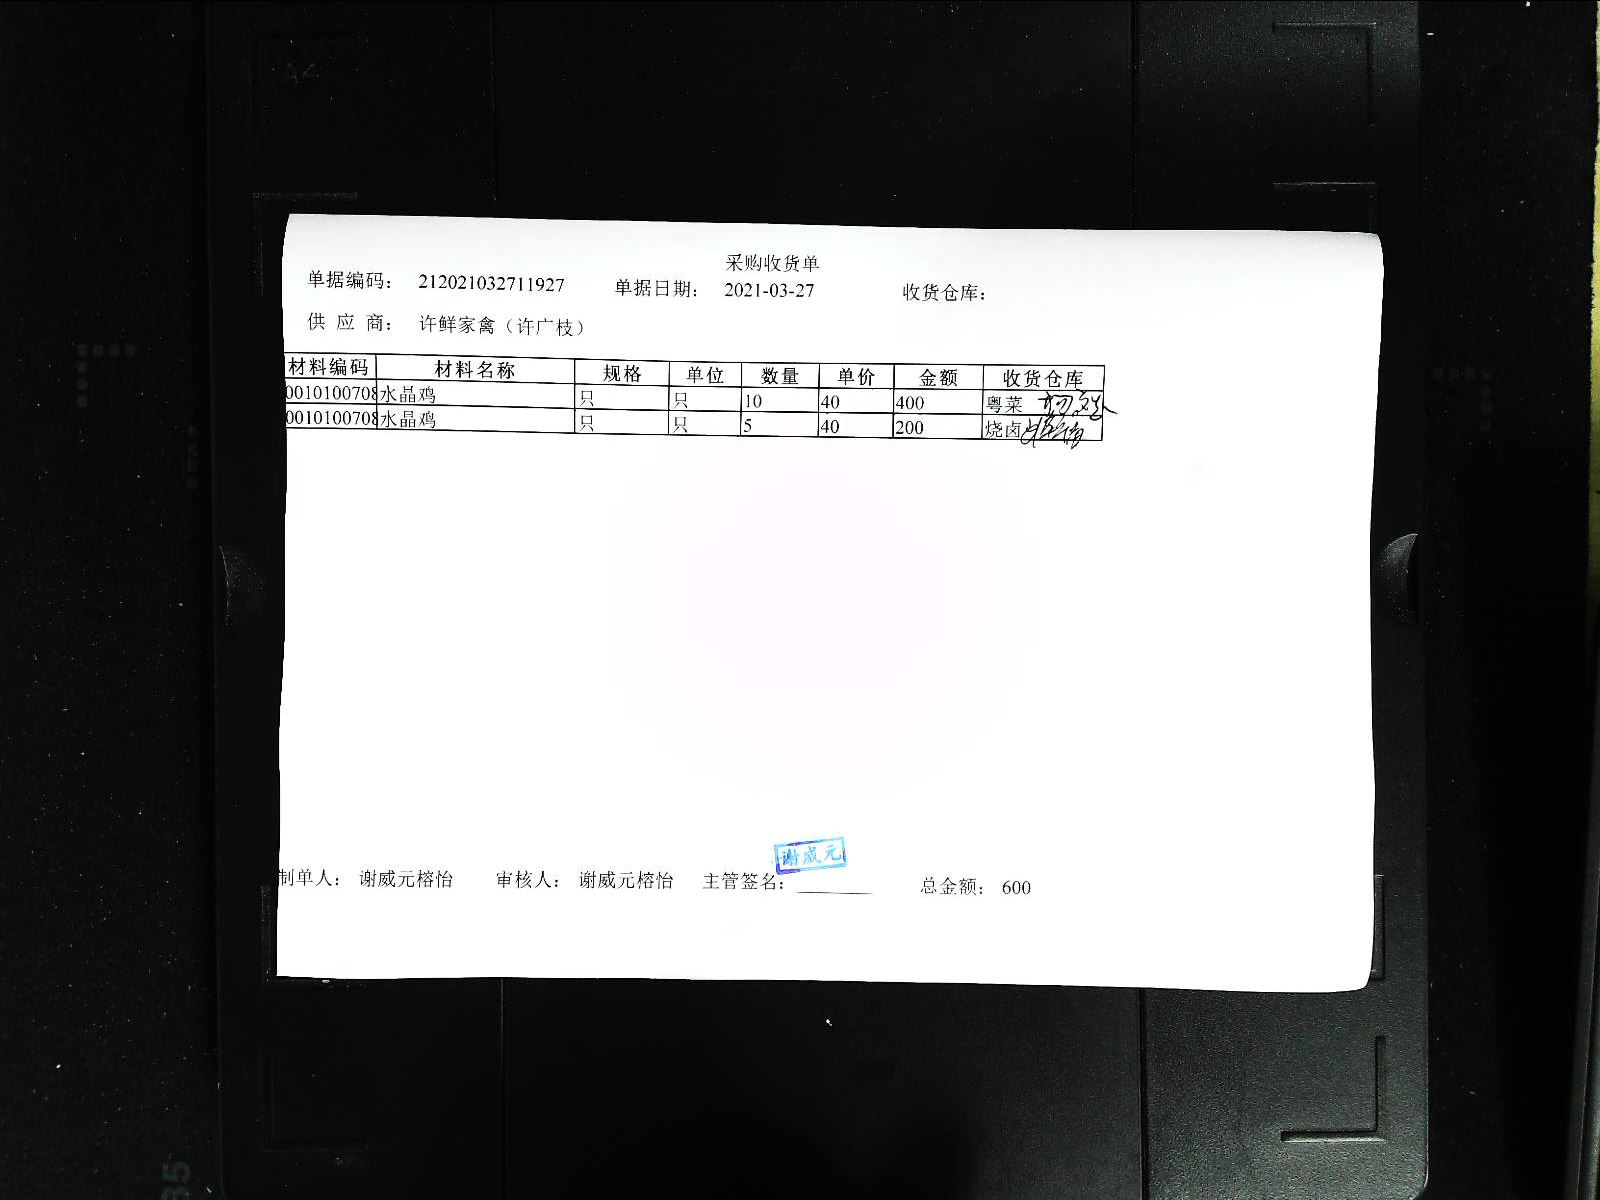 采购收货单
单据编码： 212021032711927 单据日期： 2021-03-27 收货仓库：
供 应 商： 许鲜家禽（许广枝）
材料编码 材料名称 规格 单位 数量 单价 金额 收货仓库
0010100708 水晶鸡 只 只 10 40 400 粤菜
0010100708 水晶鸡 只 只 5 40 200 烧卤
谢威元
制单人： 谢威元榕怡 审核人： 谢威元榕怡 主管签名： 总金额： 600